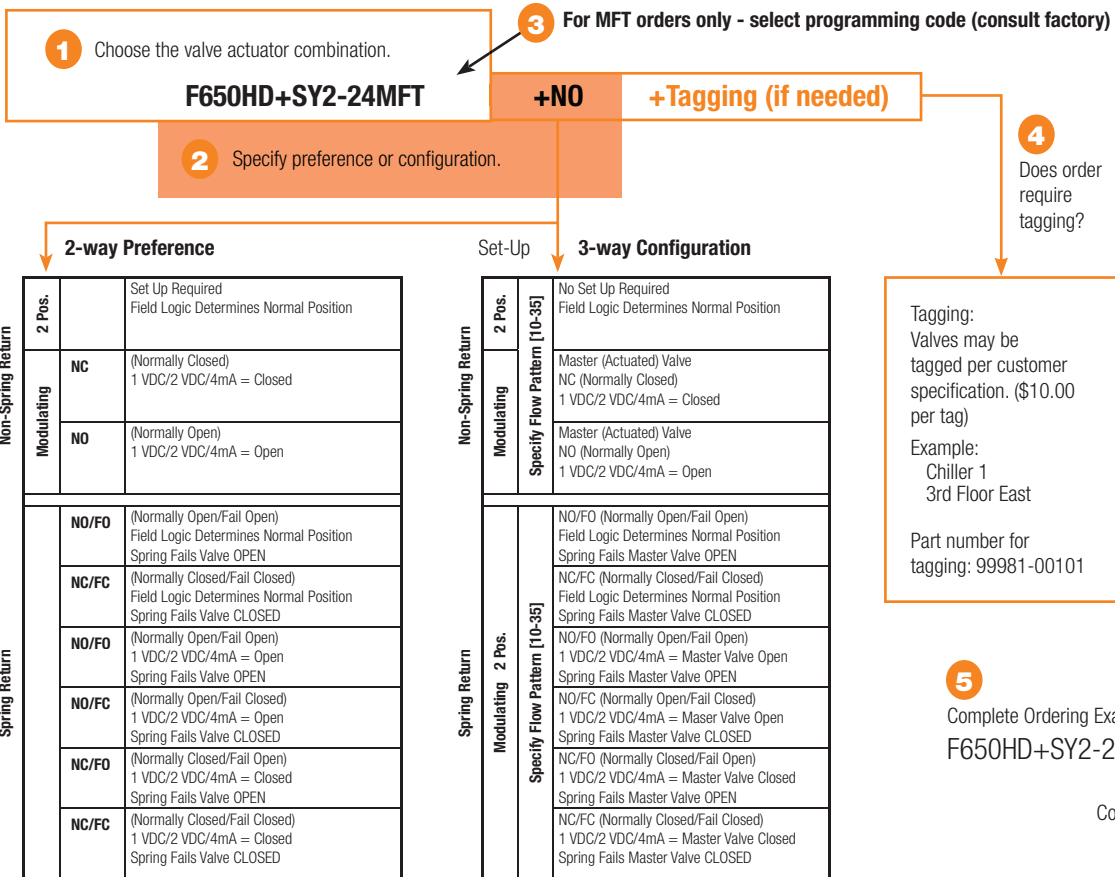 1 Choose the valve actuator combination.
3 For MFT orders only - select programming code (consult factory)
F650HD+SY2-24MFT +NO +Tagging (if needed)
2 Specify preference or configuration.
4
Does order
require
tagging?
2-way Preference
Non-Spring Return
2 Pos.
Set Up Required
Field Logic Determines Normal Position
Modulating
NC
(Normally Closed)
1 VDC/2 VDC/4mA = Closed
NO
(Normally Open)
1 VDC/2 VDC/4mA = Open
Spring Return
NO/FO
(Normally Open/Fail Open)
Field Logic Determines Normal Position
Spring Fails Valve OPEN
NC/FC
(Normally Closed/Fail Closed)
Field Logic Determines Normal Position
Spring Fails Valve CLOSED
NO/FO
(Normally Open/Fail Open)
1 VDC/2 VDC/4mA = Open
Spring Fails Valve OPEN
NO/FC
(Normally Open/Fail Closed)
1 VDC/2 VDC/4mA = Open
Spring Fails Valve CLOSED
NC/FO
(Normally Closed/Fail Open)
1 VDC/2 VDC/4mA = Closed
Spring Fails Valve OPEN
NC/FC
(Normally Closed/Fail Closed)
1 VDC/2 VDC/4mA = Closed
Spring Fails Valve CLOSED
Set-Up 3-way Configuration
Non-Spring Return
2 Pos.
Modulating
Specify Flow Pattern [10-35]
No Set Up Required
Field Logic Determines Normal Position
Master (Actuated) Valve
NC (Normally Closed)
1 VDC/2 VDC/4mA = Closed
Master (Actuated) Valve
NO (Normally Open)
1 VDC/2 VDC/4mA = Open
Spring Return
Modulating 2 Pos.
Specify Flow Pattern [10-35]
NO/FO (Normally Open/Fail Open)
Field Logic Determines Normal Position
Spring Fails Master Valve OPEN
NC/FC (Normally Closed/Fail Closed)
Field Logic Determines Normal Position
Spring Fails Master Valve CLOSED
NO/FO (Normally Open/Fail Open)
1 VDC/2 VDC/4mA = Master Valve Open
Spring Fails Master Valve OPEN
NO/FC (Normally Open/Fail Closed)
1 VDC/2 VDC/4mA = Maser Valve Open
Spring Fails Master Valve CLOSED
NC/FO (Normally Closed/Fail Open)
1 VDC/2 VDC/4mA = Master Valve Closed
Spring Fails Master Valve OPEN
NC/FC (Normally Closed/Fail Closed)
1 VDC/2 VDC/4mA = Master Valve Closed
Spring Fails Master Valve CLOSED
Tagging:
Valves may be
tagged per customer
specification. ($10.00
per tag)
Example:
Chiller 1
3rd Floor East
Part number for
tagging: 99981-00101
5
Complete Ordering Exa
F650HD+SY2-2
Co